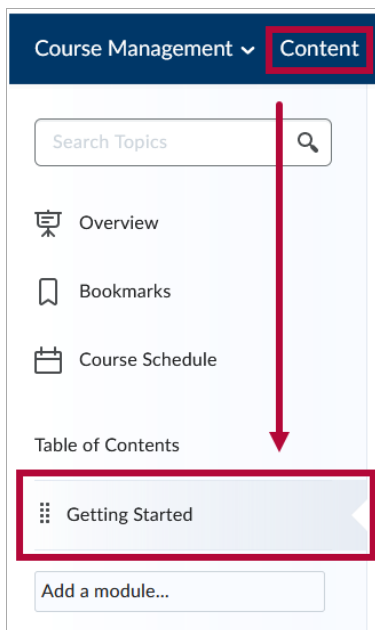 Course Management Content
Search Topics
Overview
Bookmarks
Course Schedule
Table of Contents
Getting Started
Add a module...